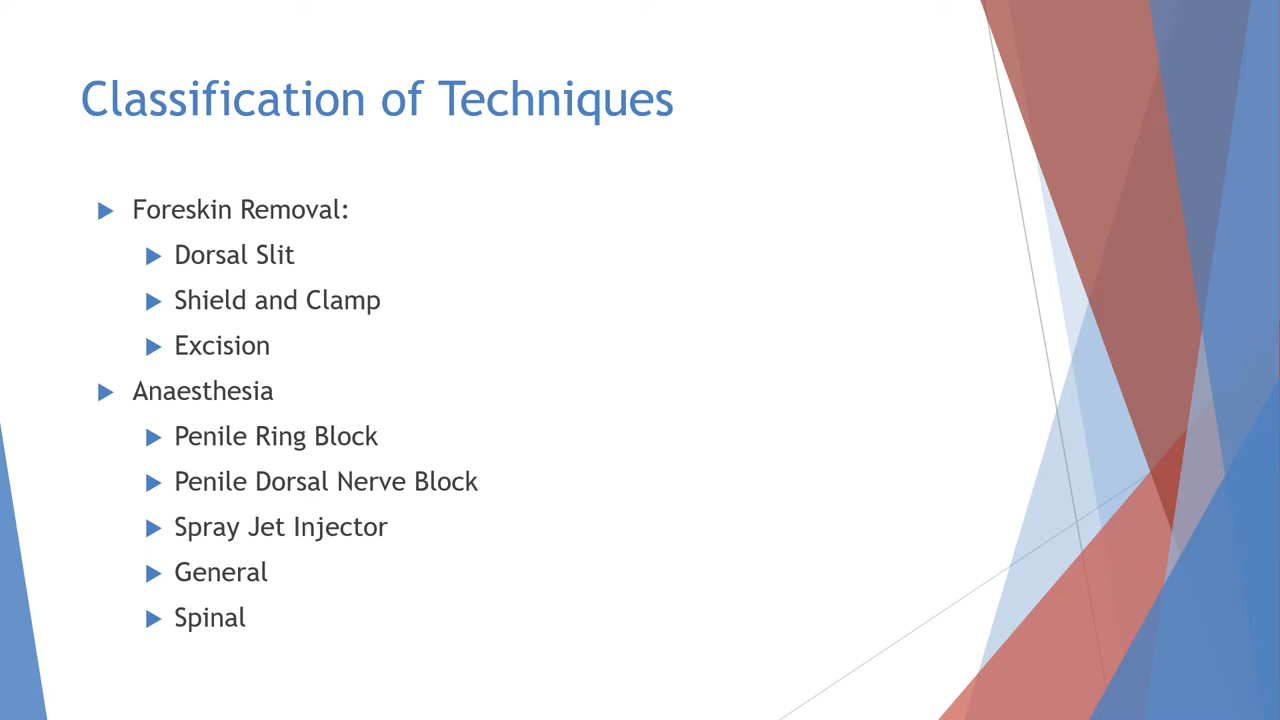 Classification of Techniques
Foreskin Removal:
Dorsal Slit
Shield and Clamp
Excision
Anaesthesia
Penile Ring Block
Penile Dorsal Nerve Block
Spray Jet Injector
General
Spinal